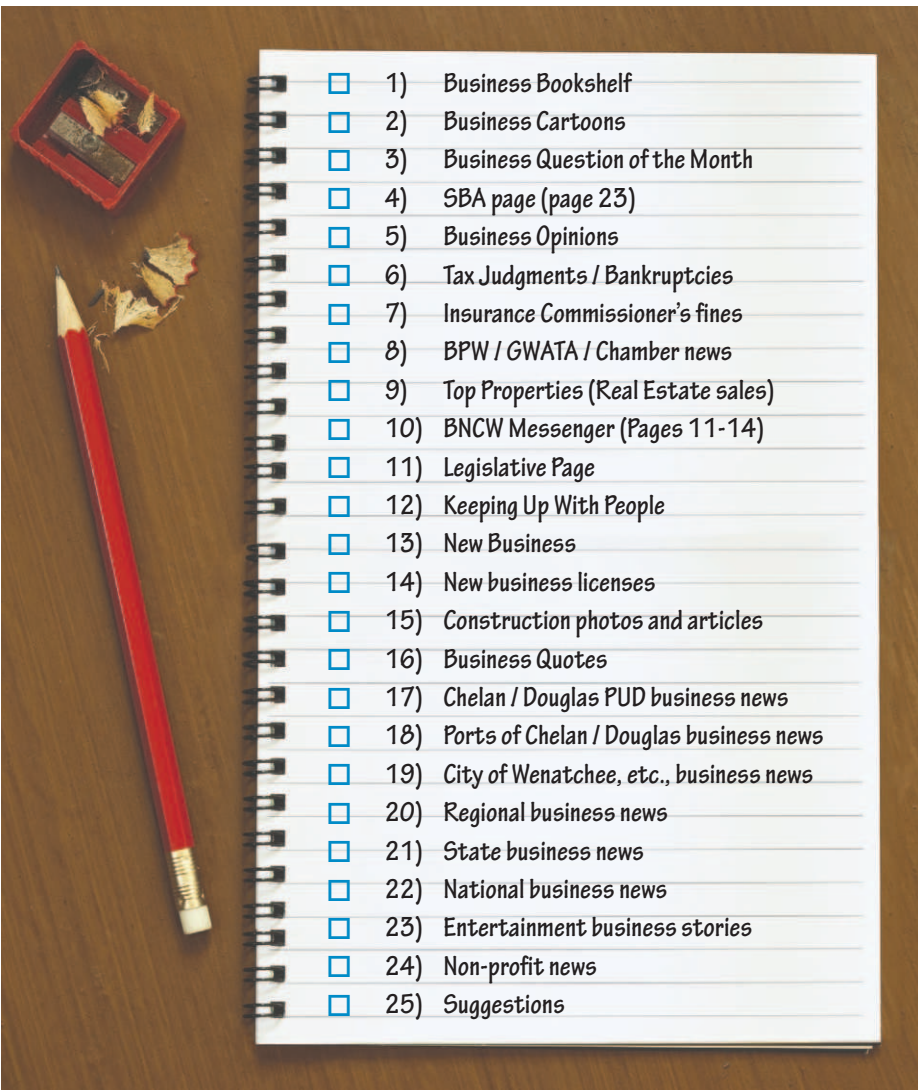 1) Business Bookshelf
2) Business Cartoons
3) Business Question of the Month
4) SBA page (page 23)
5) Business Opinions
6) Tax Judgments / Bankruptcies
7) Insurance Commissioner's fines
8) BPW / GWATA / Chamber news
9) Top Properties (Real Estate sales)
10) BNCW Messenger (Pages 11-14)
11) Legislative Page
12) Keeping Up With People
13) New Business
14) New business licenses
15) Construction photos and articles
16) Business Quotes
17) Chelan / Douglas PUD business news
18) Ports of Chelan / Douglas business news
19) City of Wenatchee, etc., business news
20) Regional business news
21) State business news
22) National business news
23) Entertainment business stories
24) Non-profit news
25) Suggestions